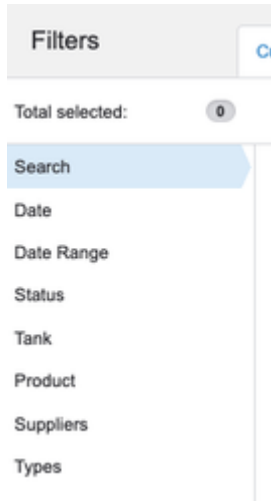 Filters
Total selected: 0
Search
Date
Date Range
Status
Tank
Product
Suppliers
Types